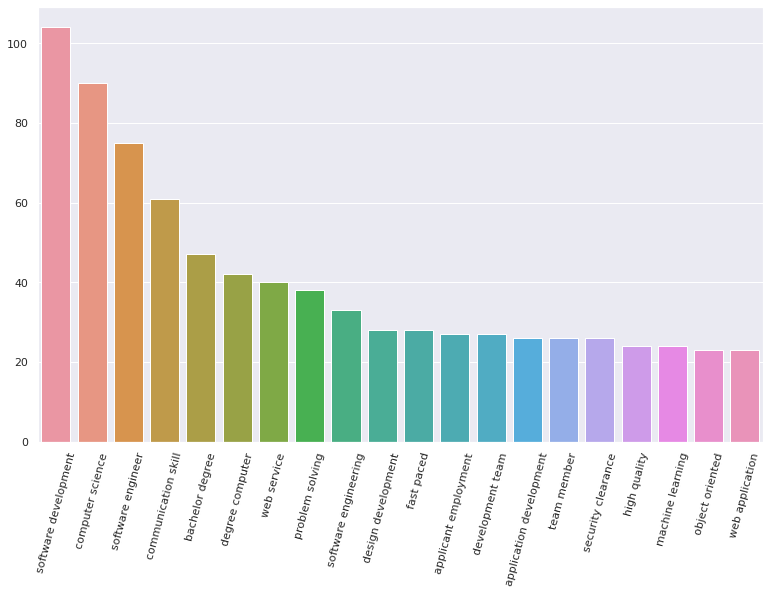 100
80
60
40
20
0
software development
computer science
software engineer
communication skill
bachelor degree
degree computer
web service
problem solving
software engineering
design development
fast paced
applicant employment
development team
application development
team member
security clearance
high quality
machine learning
object oriented
web application